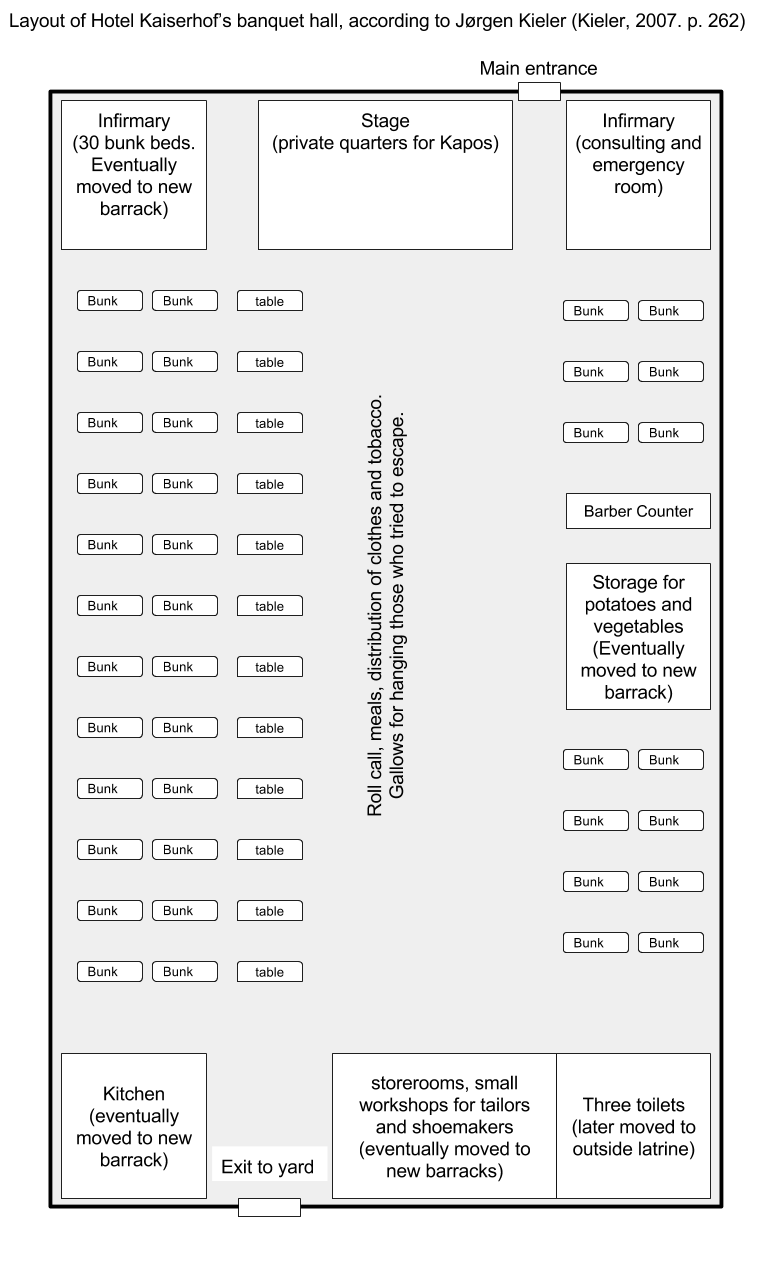 Layout of Hotel Kaiserhof's banquet hall, according to Jørgen Kieler (Kieler, 2007. p. 262)
Main entrance
Infirmary
(30 bunk beds.
Eventually
moved to new
barrack)
Stage
(private quarters for Kapos)
Infirmary
(consulting and
emergency
room)
Bunk Bunk table
Bunk Bunk
Bunk Bunk table
Bunk Bunk
Bunk Bunk table
Bunk Bunk
Bunk Bunk table
Barber Counter
Bunk Bunk table
Bunk Bunk table
Bunk Bunk table
Storage for
potatoes and
vegetables
(Eventually
moved to new
barrack)
Roll call, meals, distribution of clothes and tobacco.
Gallows for hanging those who tried to escape.
Bunk Bunk table
Bunk Bunk
Bunk Bunk table
Bunk Bunk
Bunk Bunk table
Bunk Bunk
Bunk Bunk table
Bunk Bunk
Bunk Bunk table
Kitchen
(eventually
moved to new
barrack)
Exit to yard
storerooms, small
workshops for tailors
and shoemakers
(eventually moved to
new barracks)
Three toilets
(later moved to
outside latrine)